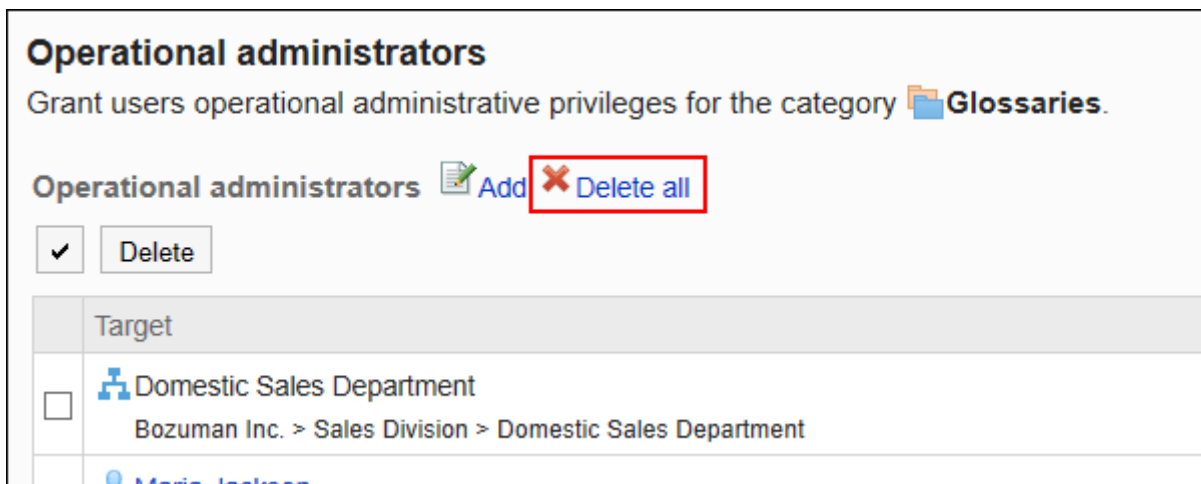 Operational administrators
Grant users operational administrative privileges for the category Glossaries.
Operational administrators Add Delete all
Delete
Target
Domestic Sales Department
Bozuman Inc. > Sales Division > Domestic Sales Department